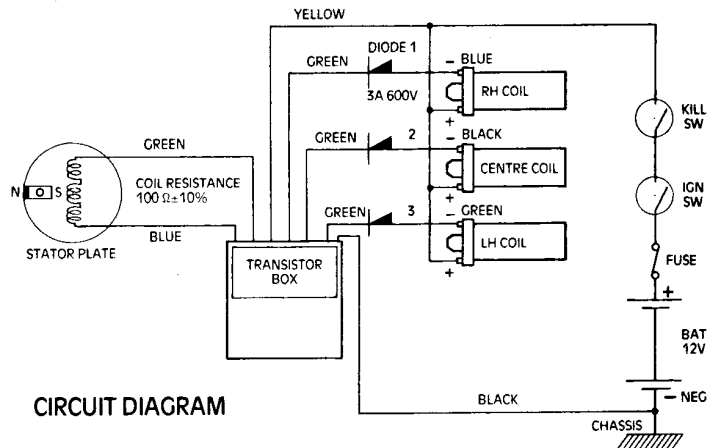 YELLOW
DIODE 1
GREEN
– BLUE
3A 600V
RH COIL
+
KILL
SW
GREEN
2
– BLACK
GREEN
CENTRE COIL
+
N
S
COIL RESISTANCE
100 Ω±10%
IGN
SW
GREEN
3
– GREEN
BLUE
LH COIL
STATOR PLATE
+
FUSE
TRANSISTOR
BOX
+
BAT
12V
BLACK
– NEG
CIRCUIT DIAGRAM
CHASSIS